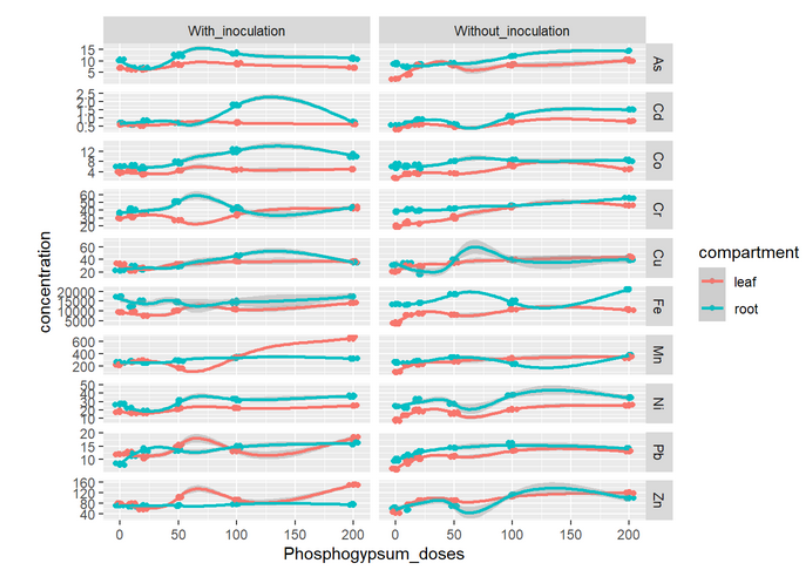 With_inoculation Without_inoculation
15
10
5
As
2.5
2.0
1.5
1.0
0.5
Cd
12
8
4
Co
60
50
40
30
20
Cr
60
40
20
Cu
20000
15000
10000
5000
Fe
600
400
200
Mn
50
40
30
20
10
Ni
20
15
10
Pb
160
120
80
40
Zn
0 50 100 150 200 0 50 100 150 200
Phosphogypsum_doses
concentration
compartment
leaf
root